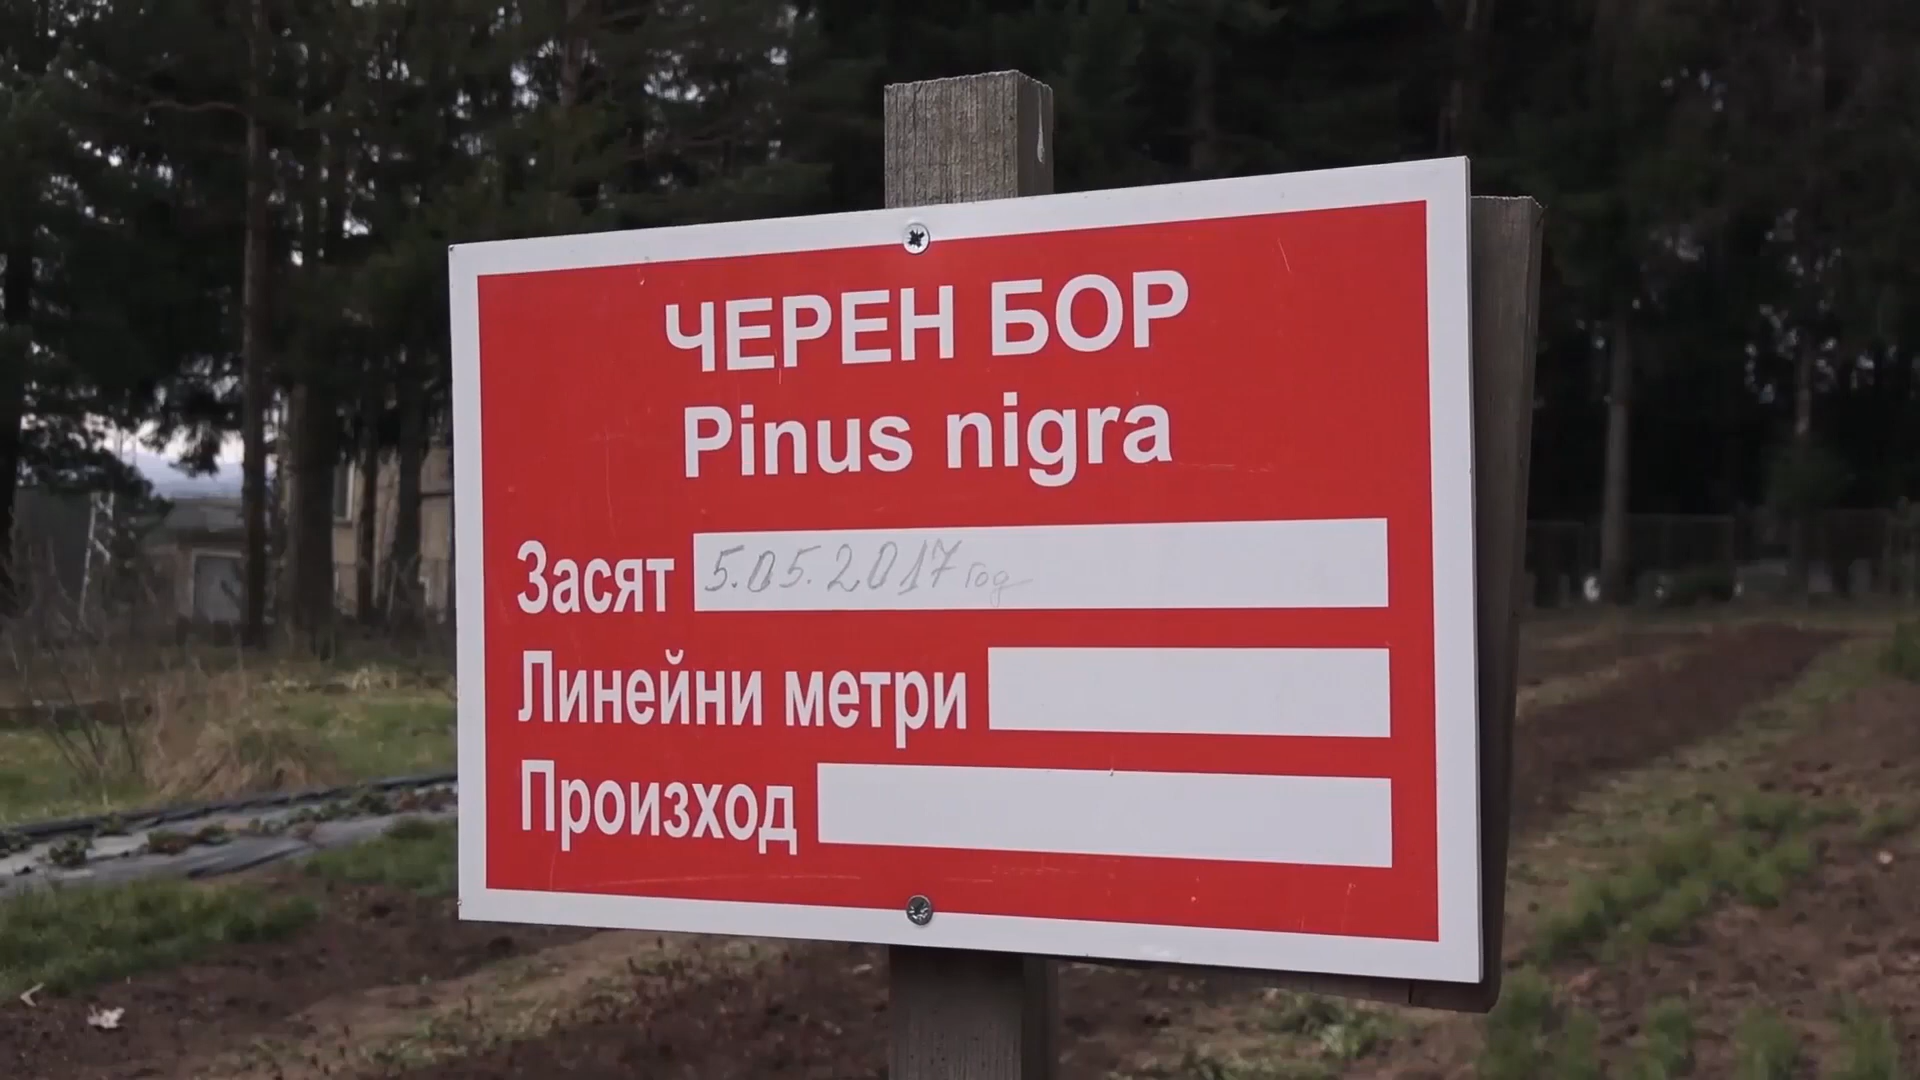 ЧЕРЕН БОР
Pinus nigra
Засят 5.05.2017 год
Линейни метри
Произход